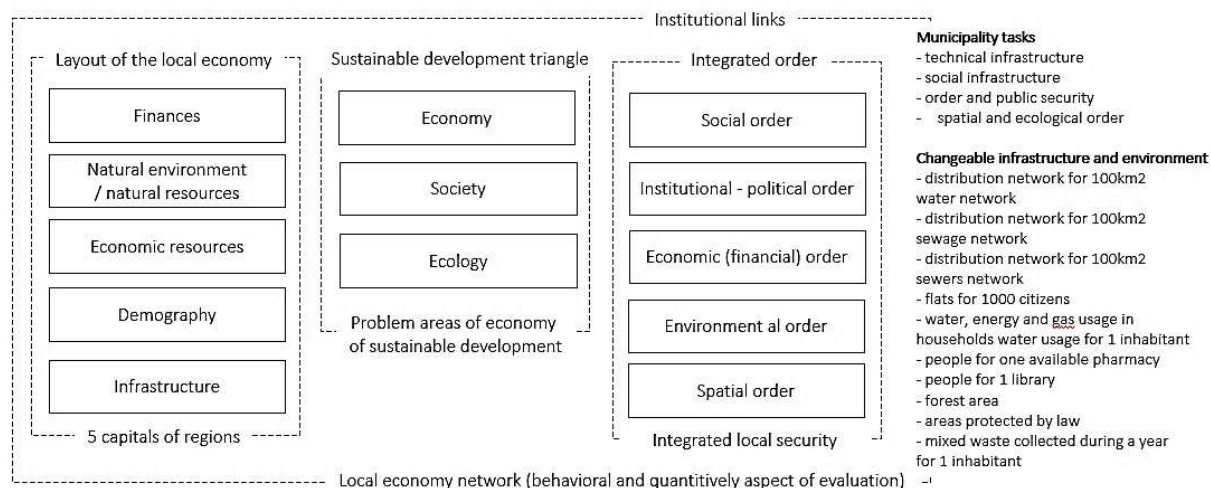 Institutional links
Layout of the local economy
Finances
Natural environment
/ natural resources
Economic resources
Demography
Infrastructure
5 capitals of regions
Sustainable development triangle
Economy
Society
Ecology
Problem areas of economy
of sustainable development
Integrated order
Social order
Institutional - political order
Economic (financial) order
Environment al order
Spatial order
Integrated local security
Local economy network (behavioral and quantitively aspect of evaluation)
Municipality tasks
- technical infrastructure
- social infrastructure
- order and public security
- spatial and ecological order
Changeable infrastructure and environment
- distribution network for 100km2
water network
- distribution network for 100km2
sewage network
- distribution network for 100km2
sewers network
- flats for 1000 citizens
- water, energy and gas usage in
households water usage for 1 inhabitant
- people for one available pharmacy
- people for 1 library
- forest area
- areas protected by law
- mixed waste collected during a year
for 1 inhabitant